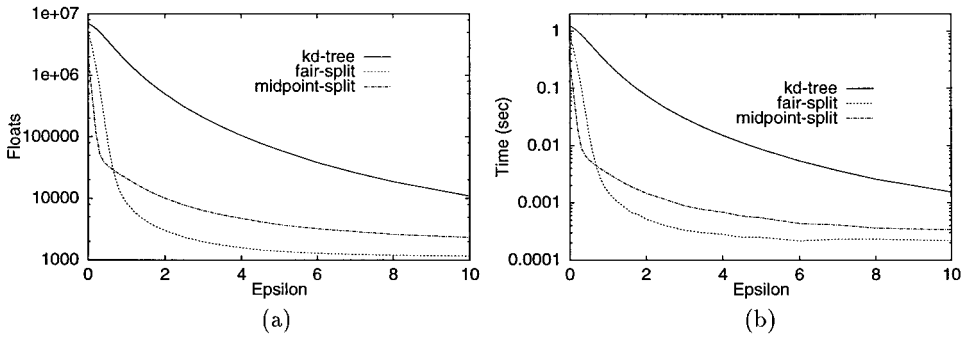 1e+07
1e+06
100000
10000
1000
Floats
kd-tree
fair-split
midpoint-split
0 2 4 6 8 10
Epsilon
(a)
1
0.1
0.01
0.001
0.0001
Time (sec)
kd-tree
fair-split
midpoint-split
0 2 4 6 8 10
Epsilon
(b)